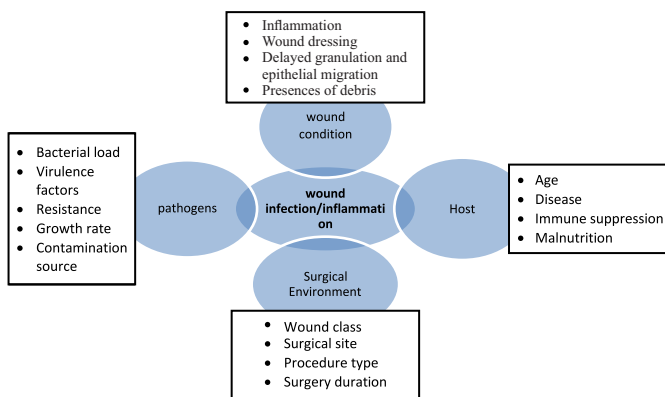 • Inflammation
• Wound dressing
• Delayed granulation and
epithelial migration
• Presences of debris
wound
condition
• Bacterial load
• Virulence
factors
• Resistance
• Growth rate
• Contamination
source
pathogens
wound
infection/inflammati
on
Host
• Age
• Disease
• Immune suppression
• Malnutrition
Surgical
Environment
• Wound class
• Surgical site
• Procedure type
• Surgery duration